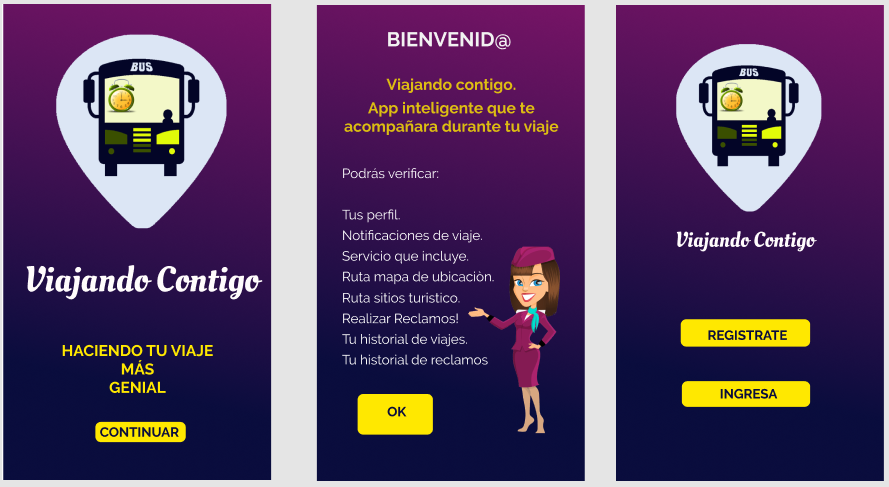 BUS
Viajando Contigo
HACIENDO TU VIAJE
MÁS
GENIAL
CONTINUAR
BIENVENID@
Viajando contigo.
App inteligente que te
acompañara durante tu viaje
Podrás verificar:
Tus perfil.
Notificaciones de viaje.
Servicio que incluye.
Ruta mapa de ubicaciòn.
Ruta sitios turistico.
Realizar Reclamos!
Tu historial de viajes.
Tu historial de reclamos
OK
BUS
Viajando Contigo
REGISTRATE
INGRESA